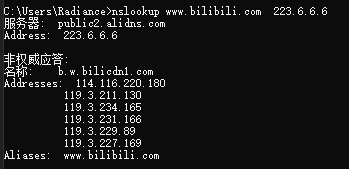 C:\Users\Radiance>nslookup www.bilibili.com  223.6.6.6
服务器:  public2.alidns.com
Address:  223.6.6.6
非权威应答:
名称:    b.w.bilicdn1.com
Addresses:  114.116.220.180
119.3.211.130
119.3.234.165
119.3.231.166
119.3.229.89
119.3.227.169
Aliases:  www.bilibili.com